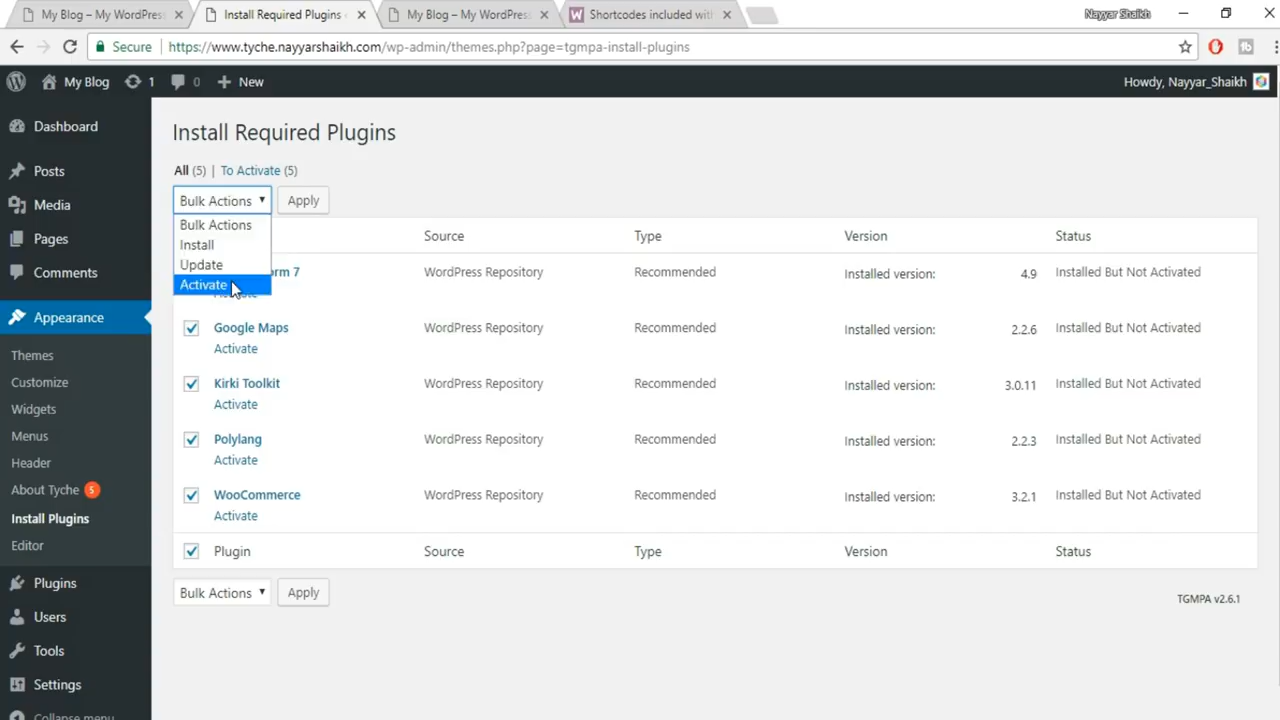 My Blog – My WordPress
Install Required Plugins
My Blog – My WordPress
Shortcodes included with
Nayyar Shaikh
Secure
https://www.tyche.nayyarshaikh.com/wp-admin/themes.php?page=tgmpa-install-plugins
My Blog
1
0
New
Howdy, Nayyar_Shaikh
Dashboard
Posts
Media
Pages
Comments
Appearance
Themes
Customize
Widgets
Menus
Header
About Tyche 5
Install Plugins
Editor
Plugins
Users
Tools
Settings
Collapse menu
Install Required Plugins
All (5) | To Activate (5)
Bulk Actions Apply
Bulk Actions
Install
Update
Activate
Source Type Version Status
orm 7 WordPress Repository Recommended Installed version: 4.9 Installed But Not Activated
Google Maps WordPress Repository Recommended Installed version: 2.2.6 Installed But Not Activated
Activate
Kirki Toolkit WordPress Repository Recommended Installed version: 3.0.11 Installed But Not Activated
Activate
Polylang WordPress Repository Recommended Installed version: 2.2.3 Installed But Not Activated
Activate
WooCommerce WordPress Repository Recommended Installed version: 3.2.1 Installed But Not Activated
Activate
Plugin Source Type Version Status
Bulk Actions Apply
TGMPA v2.6.1